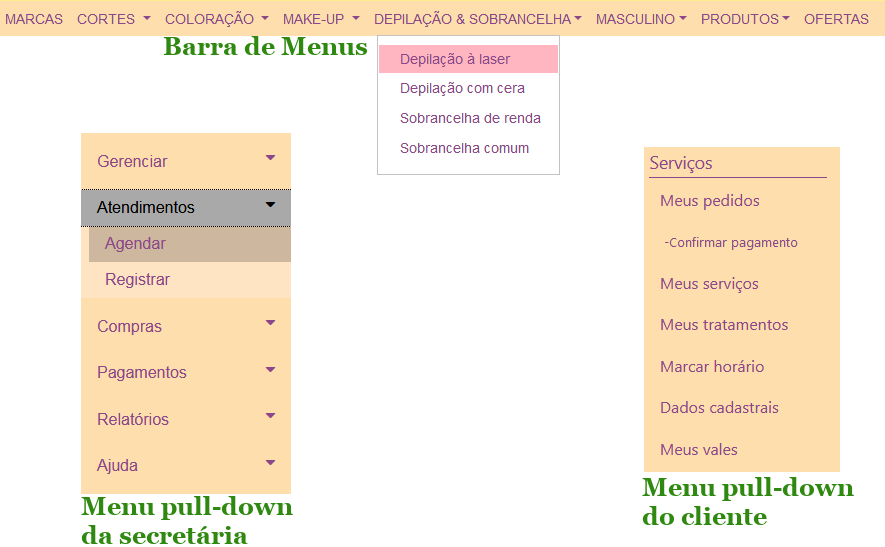 MARCAS CORTES COLORAÇÃO MAKE-UP DEPILAÇÃO & SOBRANCELHA MASCULINO PRODUTOS OFERTAS
Barra de Menus
Depilação à laser
Depilação com cera
Sobrancelha de renda
Sobrancelha comum
Gerenciar
Atendimentos
Agendar
Registrar
Compras
Pagamentos
Relatórios
Ajuda
Menu pull-down
da secretária
Serviços
Meus pedidos
-Confirmar pagamento
Meus serviços
Meus tratamentos
Marcar horário
Dados cadastrais
Meus vales
Menu pull-down
do cliente